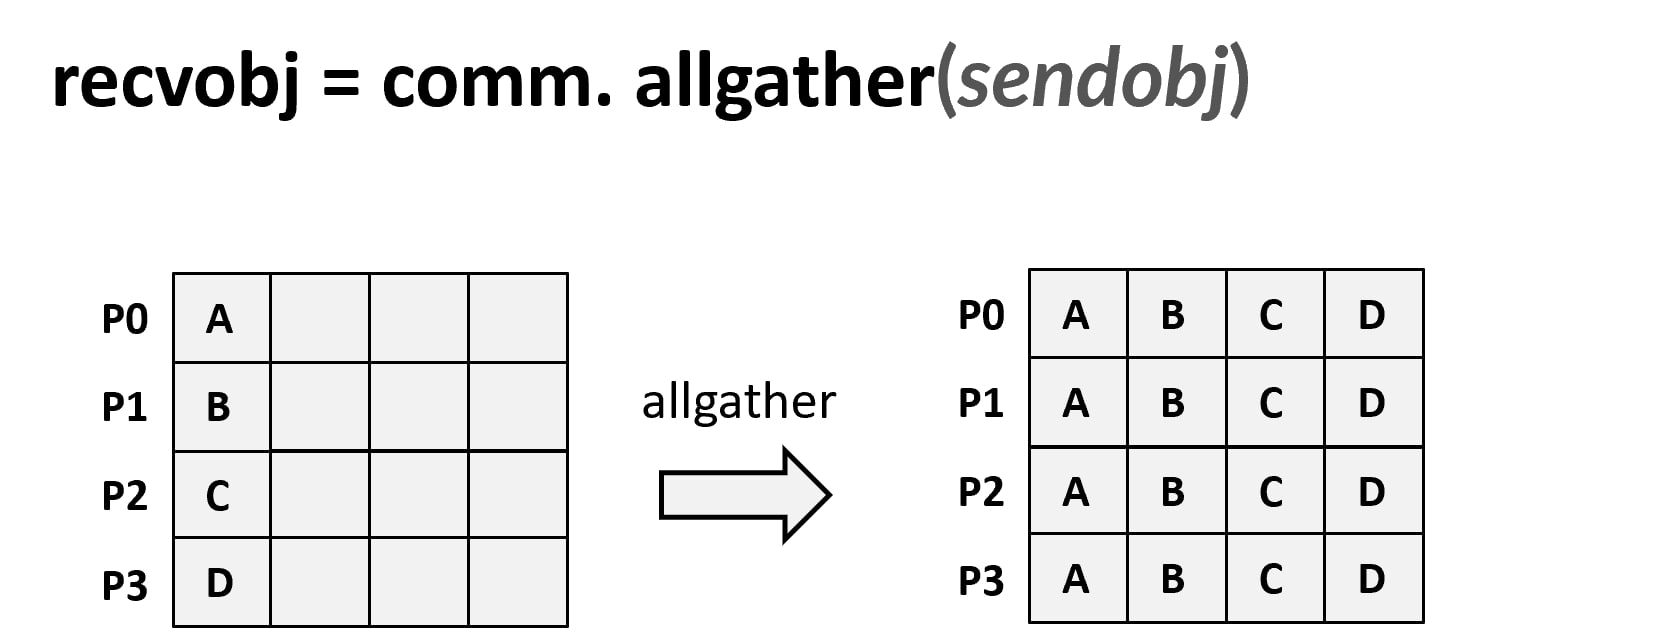 recvobj = comm. allgather(sendobj)
P0 A
P1 B
P2 C
P3 D
allgather
P0 A B C D
P1 A B C D
P2 A B C D
P3 A B C D